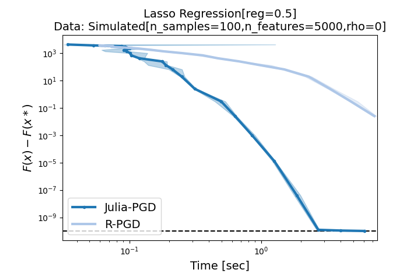 Lasso Regression[reg=0.5]
Data: Simulated[n_samples=100,n_features=5000,rho=0]
F(x) − F(x*)
10³
10¹
10⁻¹
10⁻³
10⁻⁵
10⁻⁷
10⁻⁹
Julia-PGD
R-PGD
10⁻¹
10⁰
Time [sec]